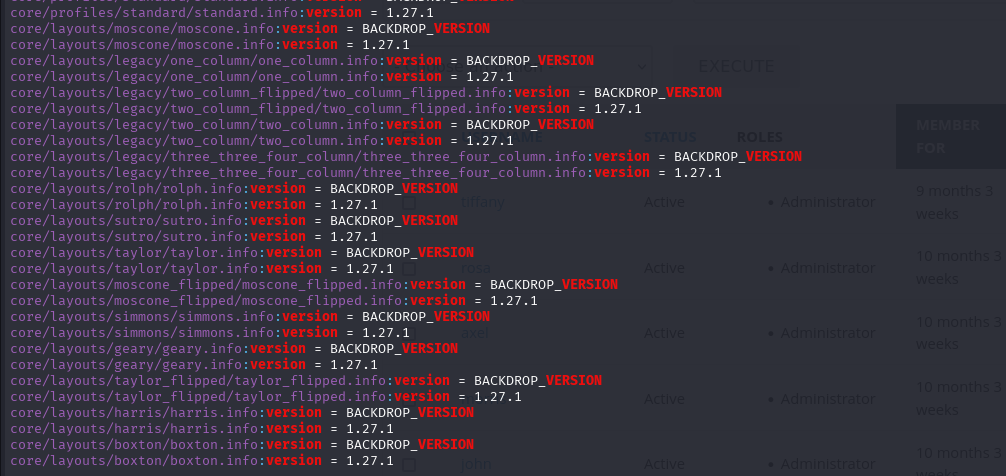 core/profiles/standard/standard.info:version = 1.27.1
core/layouts/moscone/moscone.info:version = BACKDROP_VERSION
core/layouts/moscone/moscone.info:version = 1.27.1
core/layouts/legacy/one_column/one_column.info:version = BACKDROP_VERSION
core/layouts/legacy/one_column/one_column.info:version = 1.27.1
EXECUTE
core/layouts/legacy/two_column_flipped/two_column_flipped.info:version = BACKDROP_VERSION
core/layouts/legacy/two_column_flipped/two_column_flipped.info:version = 1.27.1
core/layouts/legacy/two_column/two_column.info:version = BACKDROP_VERSION
core/layouts/legacy/two_column/two_column.info:version = 1.27.1
STATUS ROLES MEMBER FOR
core/layouts/legacy/three_three_four_column/three_three_four_column.info:version = BACKDROP_VERSION
core/layouts/legacy/three_three_four_column/three_three_four_column.info:version = 1.27.1
core/layouts/rolph/rolph.info:version = BACKDROP_VERSION
core/layouts/rolph/rolph.info:version = 1.27.1
tiffany Active • Administrator 9 months 3 weeks
core/layouts/sutro/sutro.info:version = BACKDROP_VERSION
core/layouts/sutro/sutro.info:version = 1.27.1
core/layouts/taylor/taylor.info:version = BACKDROP_VERSION
core/layouts/taylor/taylor.info:version = 1.27.1
rosa Active • Administrator 10 months 3 weeks
core/layouts/moscone_flipped/moscone_flipped.info:version = BACKDROP_VERSION
core/layouts/moscone_flipped/moscone_flipped.info:version = 1.27.1
core/layouts/simmons/simmons.info:version = BACKDROP_VERSION
core/layouts/simmons/simmons.info:version = 1.27.1
axel Active • Administrator 10 months 3 weeks
core/layouts/geary/geary.info:version = BACKDROP_VERSION
core/layouts/geary/geary.info:version = 1.27.1
core/layouts/taylor_flipped/taylor_flipped.info:version = BACKDROP_VERSION
core/layouts/taylor_flipped/taylor_flipped.info:version = 1.27.1
Active • Administrator 10 months 3 weeks
core/layouts/harris/harris.info:version = BACKDROP_VERSION
core/layouts/harris/harris.info:version = 1.27.1
core/layouts/boxton/boxton.info:version = BACKDROP_VERSION
core/layouts/boxton/boxton.info:version = 1.27.1
john Active • Administrator 10 months 3 weeks